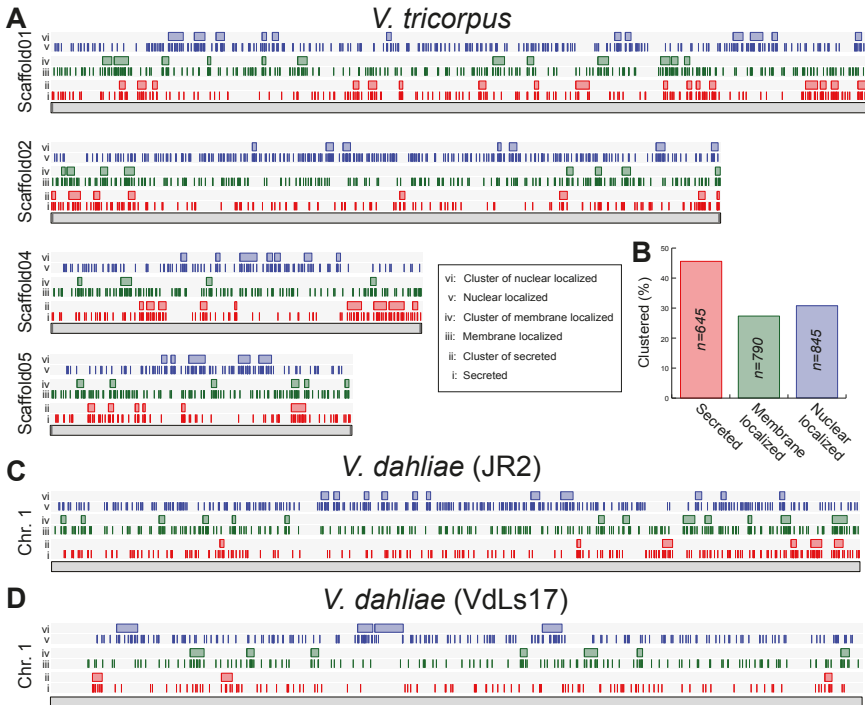 A
V. tricorpus
Scaffold01
vi
v
iv
iii
ii
i
Scaffold02
vi
v
iv
iii
ii
i
Scaffold04
vi
v
iv
iii
ii
i
vi: Cluster of nuclear localized
v: Nuclear localized
iv: Cluster of membrane localized
iii: Membrane localized
ii: Cluster of secreted
i: Secreted
B
Clustered (%)
50
40
30
20
10
0
n=645
n=790
n=845
Secreted
Membrane
localized
Nuclear
localized
Scaffold05
vi
v
iv
iii
ii
i
C
V. dahliae (JR2)
Chr. 1
vi
v
iv
iii
ii
i
D
V. dahliae (VdLs17)
Chr. 1
vi
v
iv
iii
ii
i